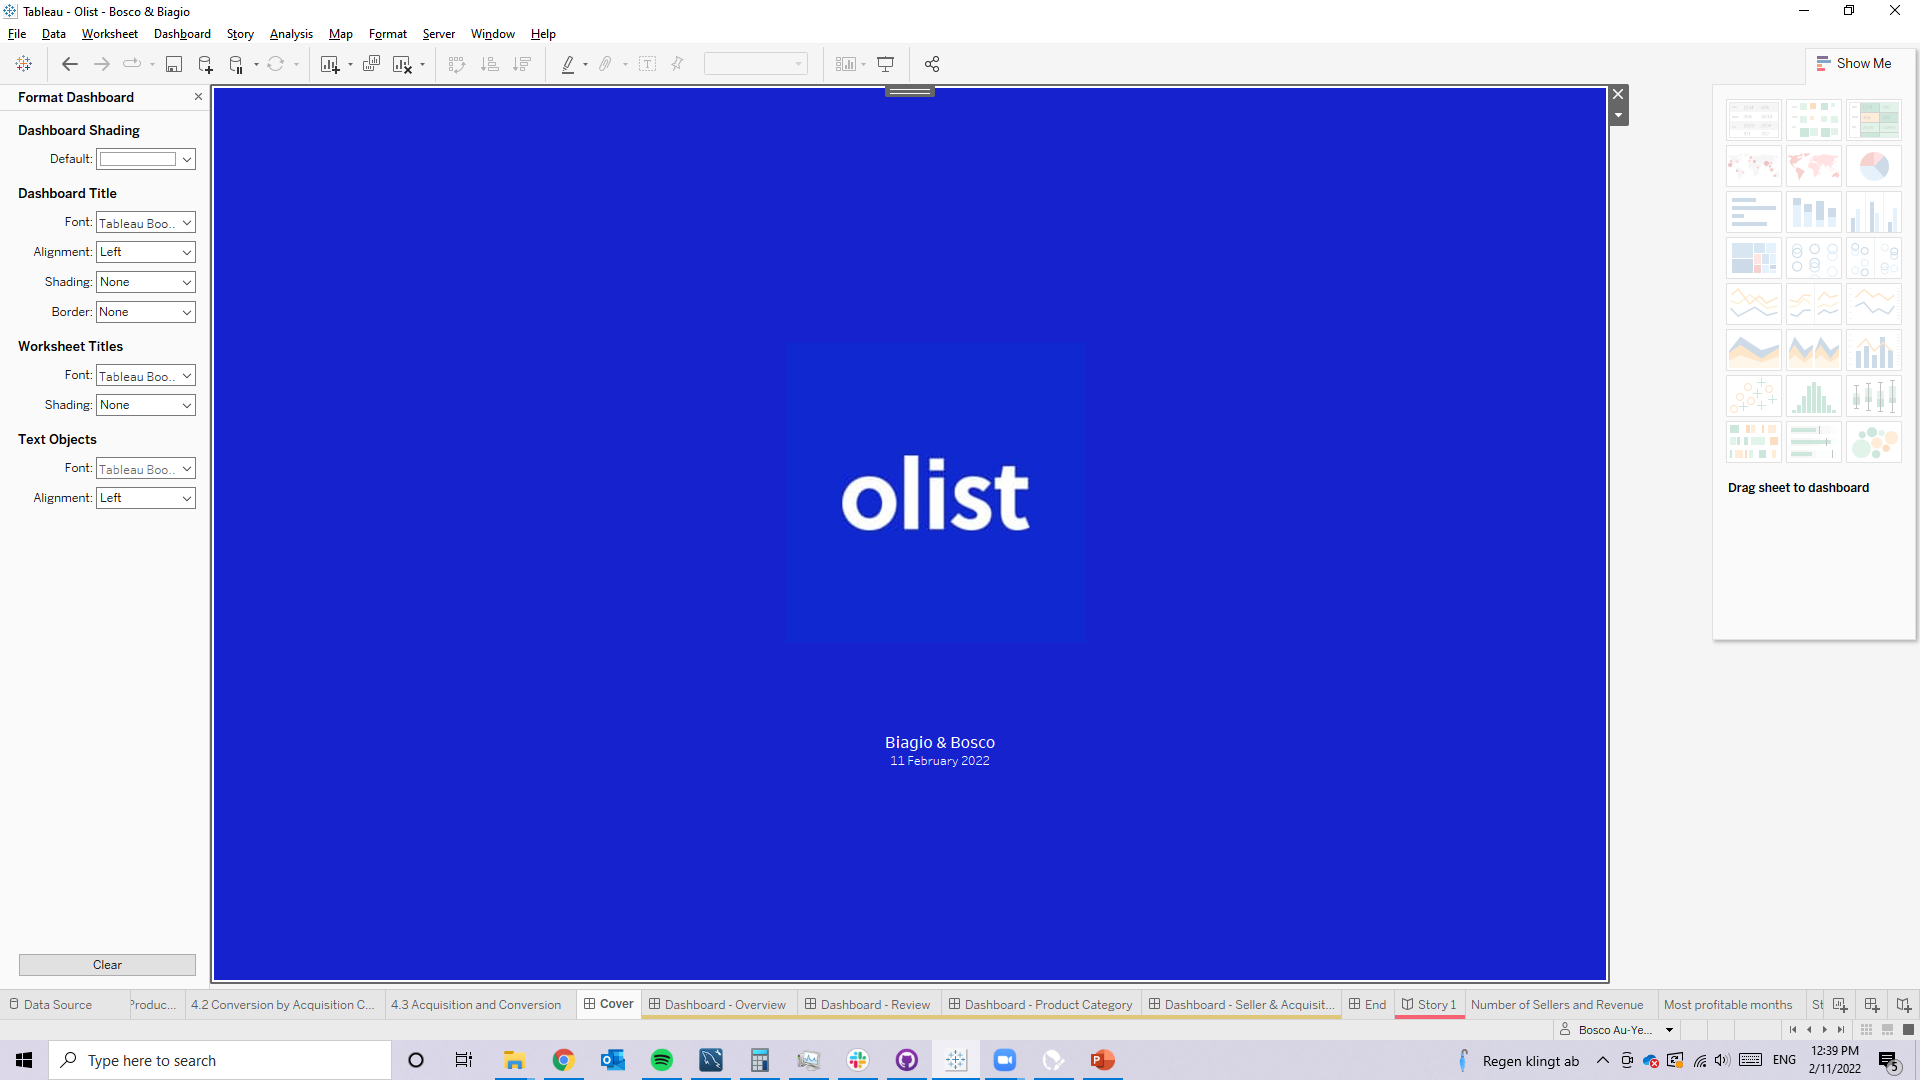 Tableau - Olist - Bosco & Biagio
File Data Worksheet Dashboard Story Analysis Map Format Server Window Help
Show Me
Format Dashboard
Dashboard Shading
Default:
Dashboard Title
Font: Tableau Boo..
Alignment: Left
Shading: None
Border: None
Worksheet Titles
Font: Tableau Boo..
Shading: None
Text Objects
Font: Tableau Boo..
Alignment: Left
Drag sheet to dashboard
olist
Biagio & Bosco
11 February 2022
Clear
Data Source Produc... 4.2 Conversion by Acquisition C... 4.3 Acquisition and Conversion Cover Dashboard - Overview Dashboard - Review Dashboard - Product Category Dashboard - Seller & Acquisit... End Story 1 Number of Sellers and Revenue Most profitable months St
Bosco Au-Ye...
Type here to search
Regen klingt ab
ENG
12:39 PM
2/11/2022
5